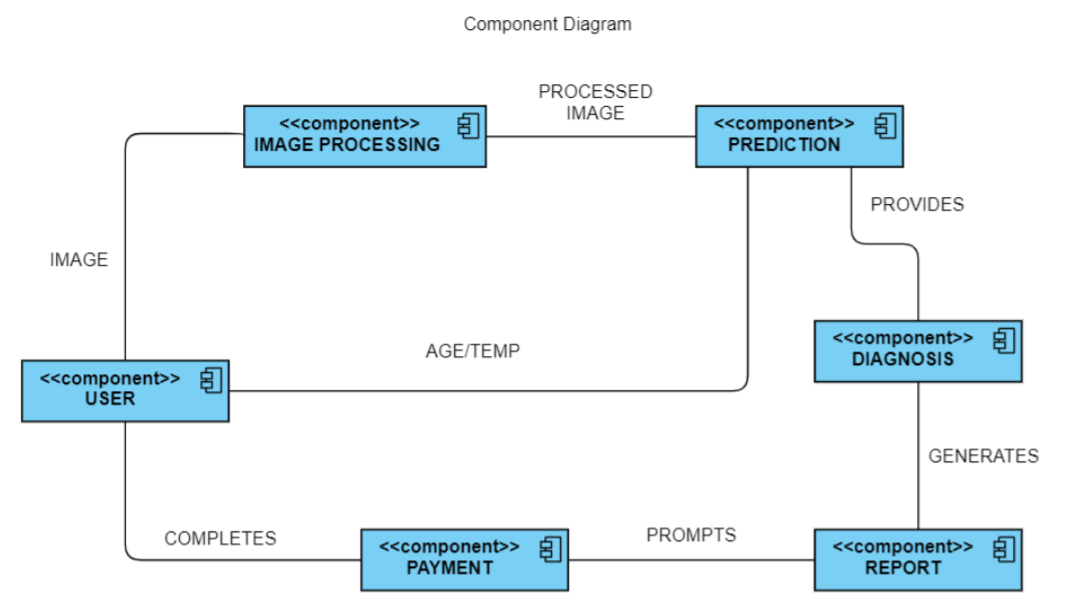 Component Diagram
PROCESSED
IMAGE
<<component>>
IMAGE PROCESSING
<<component>>
PREDICTION
PROVIDES
IMAGE
AGE/TEMP
<<component>>
DIAGNOSIS
<<component>>
USER
GENERATES
COMPLETES
PROMPTS
<<component>>
PAYMENT
<<component>>
REPORT